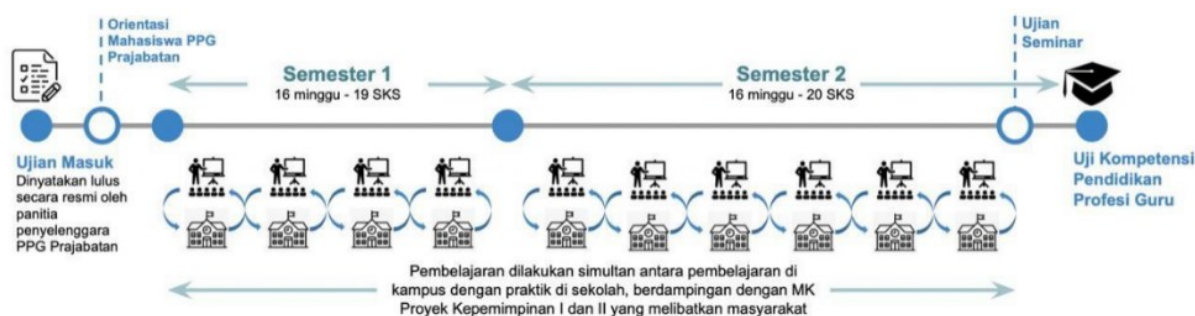 Orientasi
Mahasiswa PPG
Prajabatan
Ujian
Seminar
Semester 1
16 minggu - 19 SKS
Semester 2
16 minggu - 20 SKS
Ujian Masuk
Dinyatakan lulus
secara resmi oleh
panitia
penyelenggara
PPG Prajabatan
Uji Kompetensi
Pendidikan
Profesi Guru
Pembelajaran dilakukan simultan antara pembelajaran di
kampus dengan praktik di sekolah, berdampingan dengan MK
Proyek Kepemimpinan I dan II yang melibatkan masyarakat